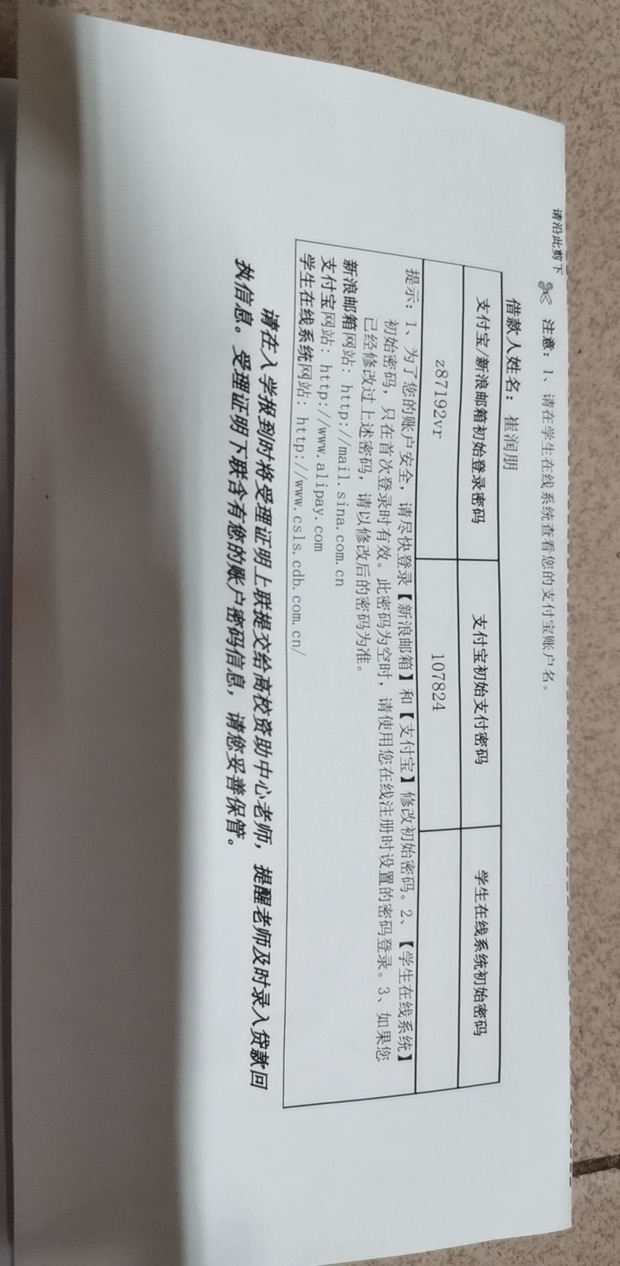 请沿此剪下
注意：1、请在学生在线系统查看您的支付宝账户名。
借款人姓名：崔润朋
支付宝/新浪邮箱初始登录密码 支付宝初始支付密码 学生在线系统初始密码
z87192vr 107824
提示：1、为了您的账户安全，请尽快登录【新浪邮箱】和【支付宝】修改初始密码。2、【学生在线系统】
初始密码，只在首次登录时有效。此密码为空时，请使用您在线注册时设置的密码登录。3、如果您
已经修改过上述密码，请以修改后的密码为准。
新浪邮箱网站：http://mail.sina.com.cn
支付宝网站：http://www.alipay.com
学生在线系统网站：http://www.csls.cdb.com.cn/
请在入学报到时将受理证明上联提交给高校资助中心老师，提醒老师及时录入贷款回
执信息。受理证明下联含有您的账户密码信息，请您妥善保管。